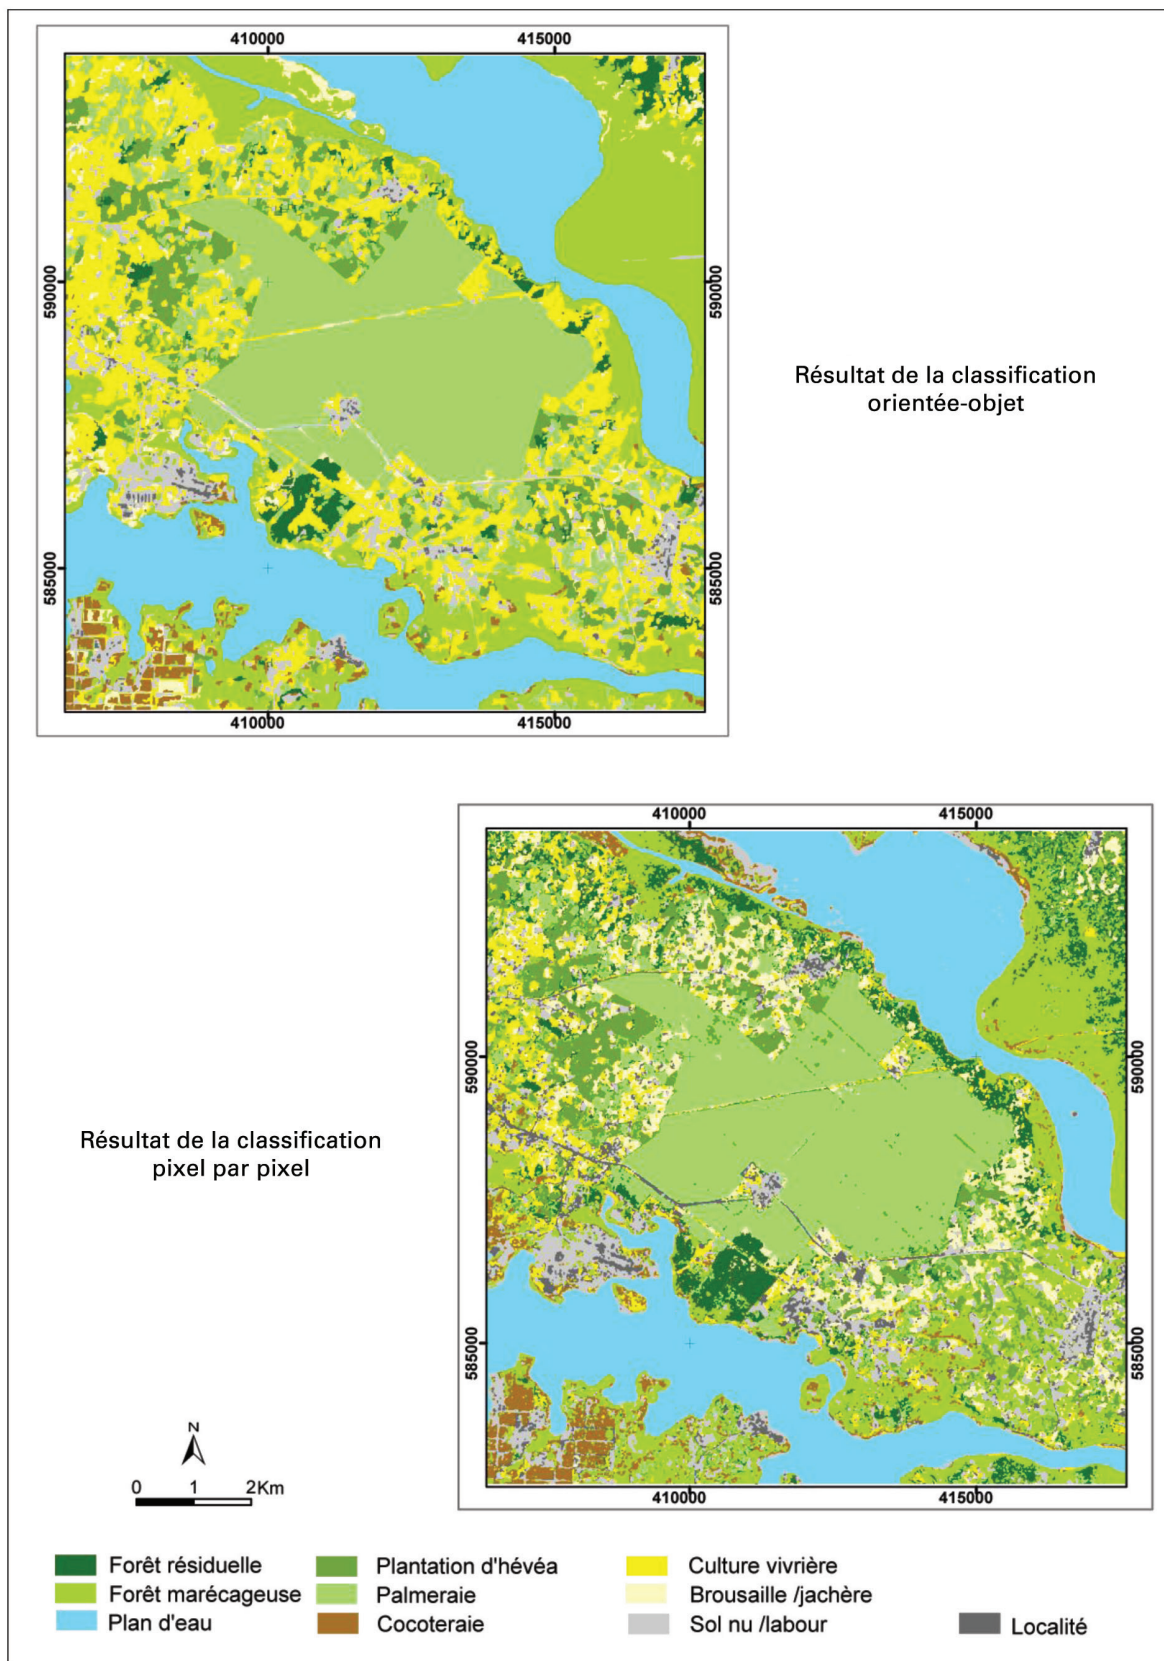 410000 415000
590000 590000
585000 585000
410000 415000
Résultat de la classification
orientée-objet
410000 415000
590000 590000
585000 585000
410000 415000
Résultat de la classification
pixel par pixel
N
0 1 2Km
Forêt résiduelle
Forêt marécageuse
Plan d'eau
Plantation d'hévéa
Palmeraie
Cocoteraie
Culture vivrière
Brousaille /jachère
Sol nu /labour
Localité